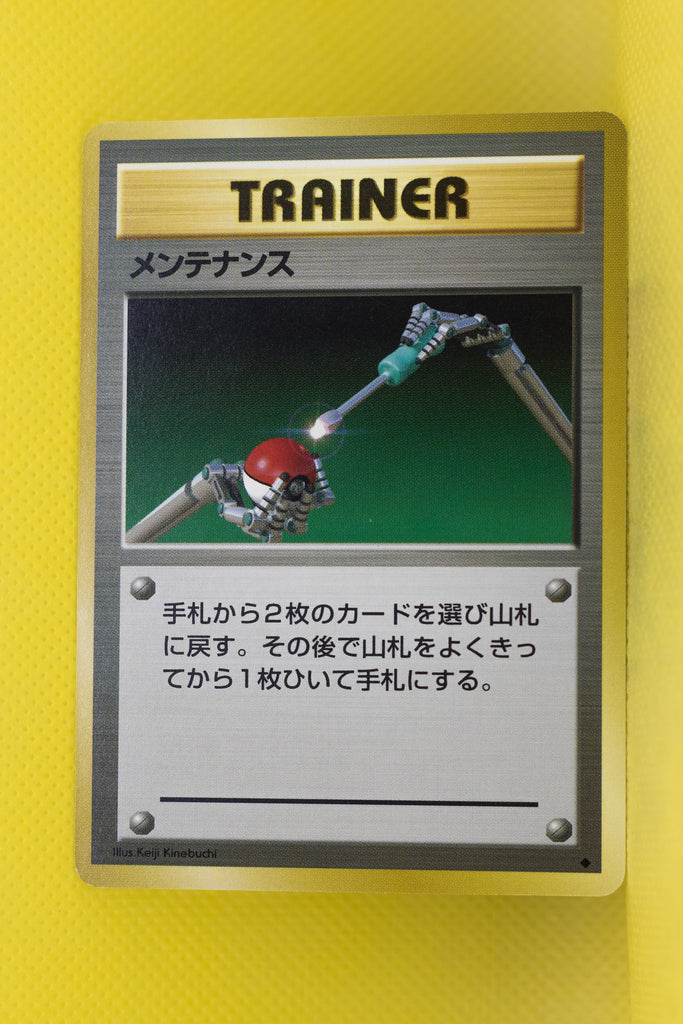 TRAINER
メンテナンス
手札から2枚のカードを選び山札
に戻す。その後で山札をよくきっ
てから1枚ひいて手札にする。
Illus. Keiji Kinebuchi